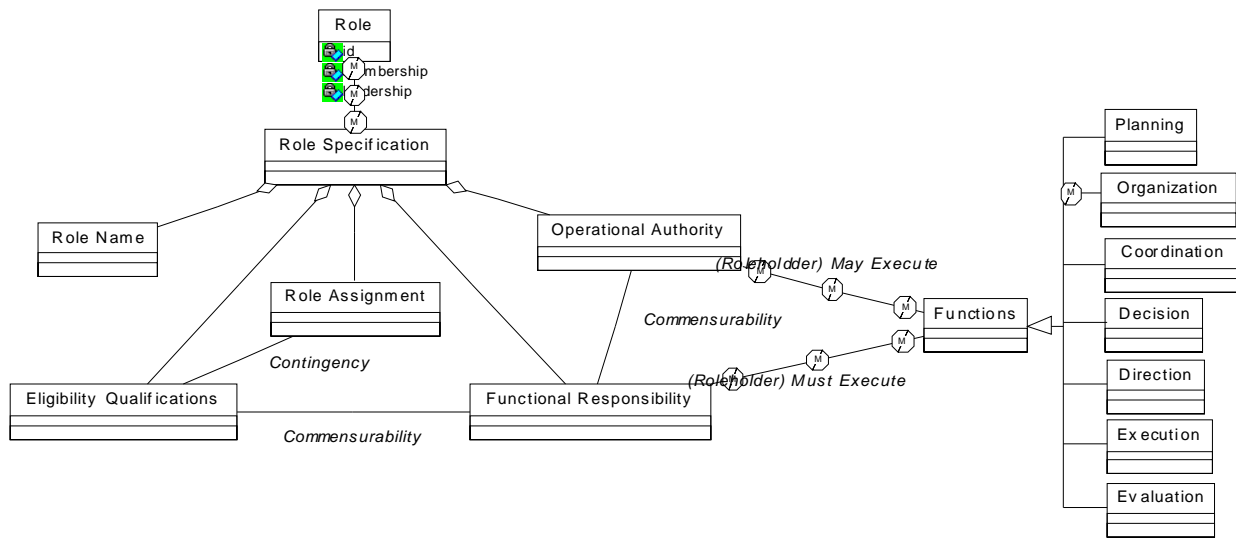 Role
id
mbership
dership
Role Specification
Role Name
Operational Authority
Role Assignment
(Roleholdder) May Execute
Commensurability
Contingency
Eligibility Qualifications
Functional Responsibility
(Roleholder) Must Execute
Commensurability
Functions
Planning
Organization
Coordination
Decision
Direction
Execution
Evaluation
M
M
M
M
M
M
M
M
M
M